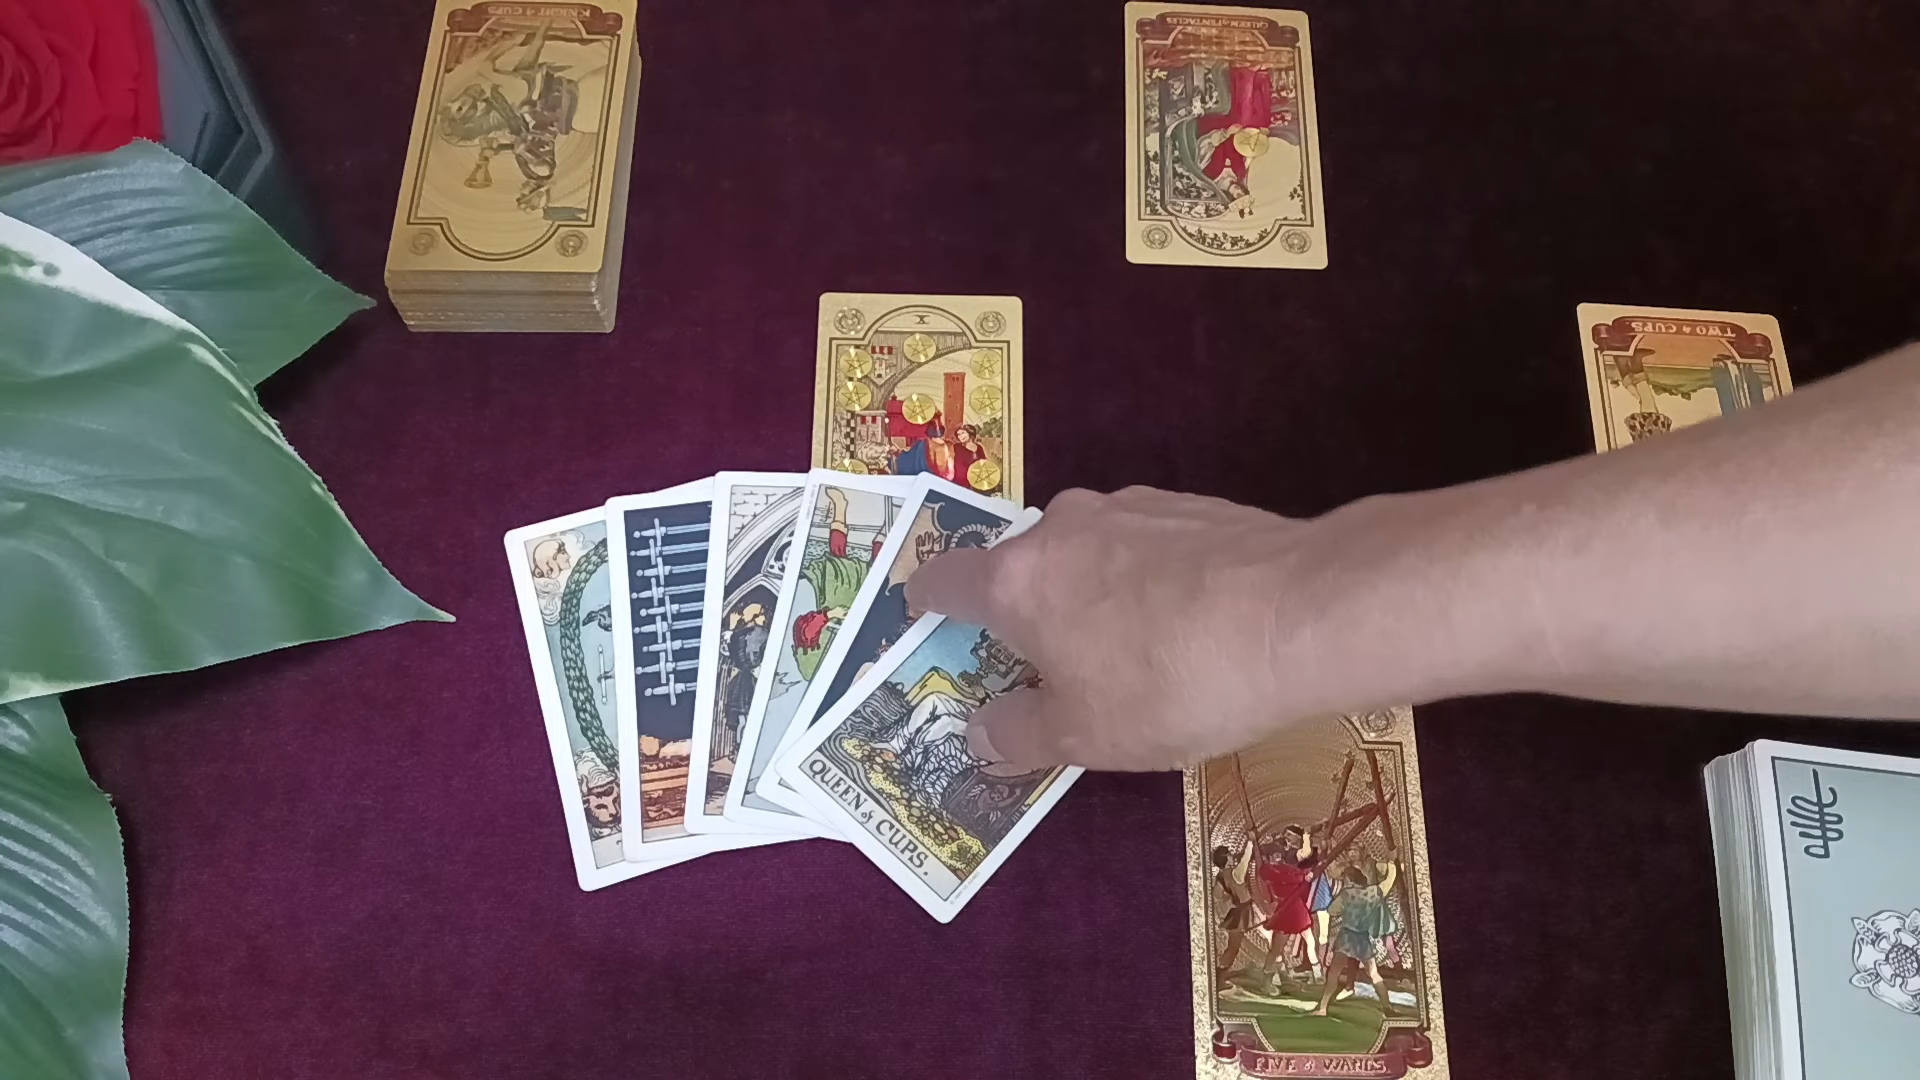 KNIGHT of CUPS
QUEEN of PENTACLES
X
TWO of CUPS.
QUEEN of CUPS.
FIVE of WANDS.